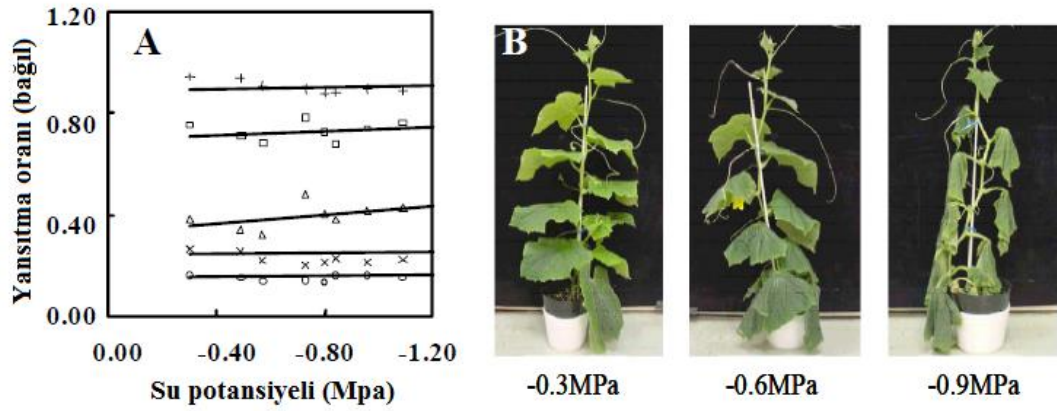 A
B
Yansıtma oranı (bağıl)
1.20
0.80
0.40
0.00
0.00 -0.40 -0.80 -1.20
Su potansiyeli (Mpa)
-0.3MPa -0.6MPa -0.9MPa